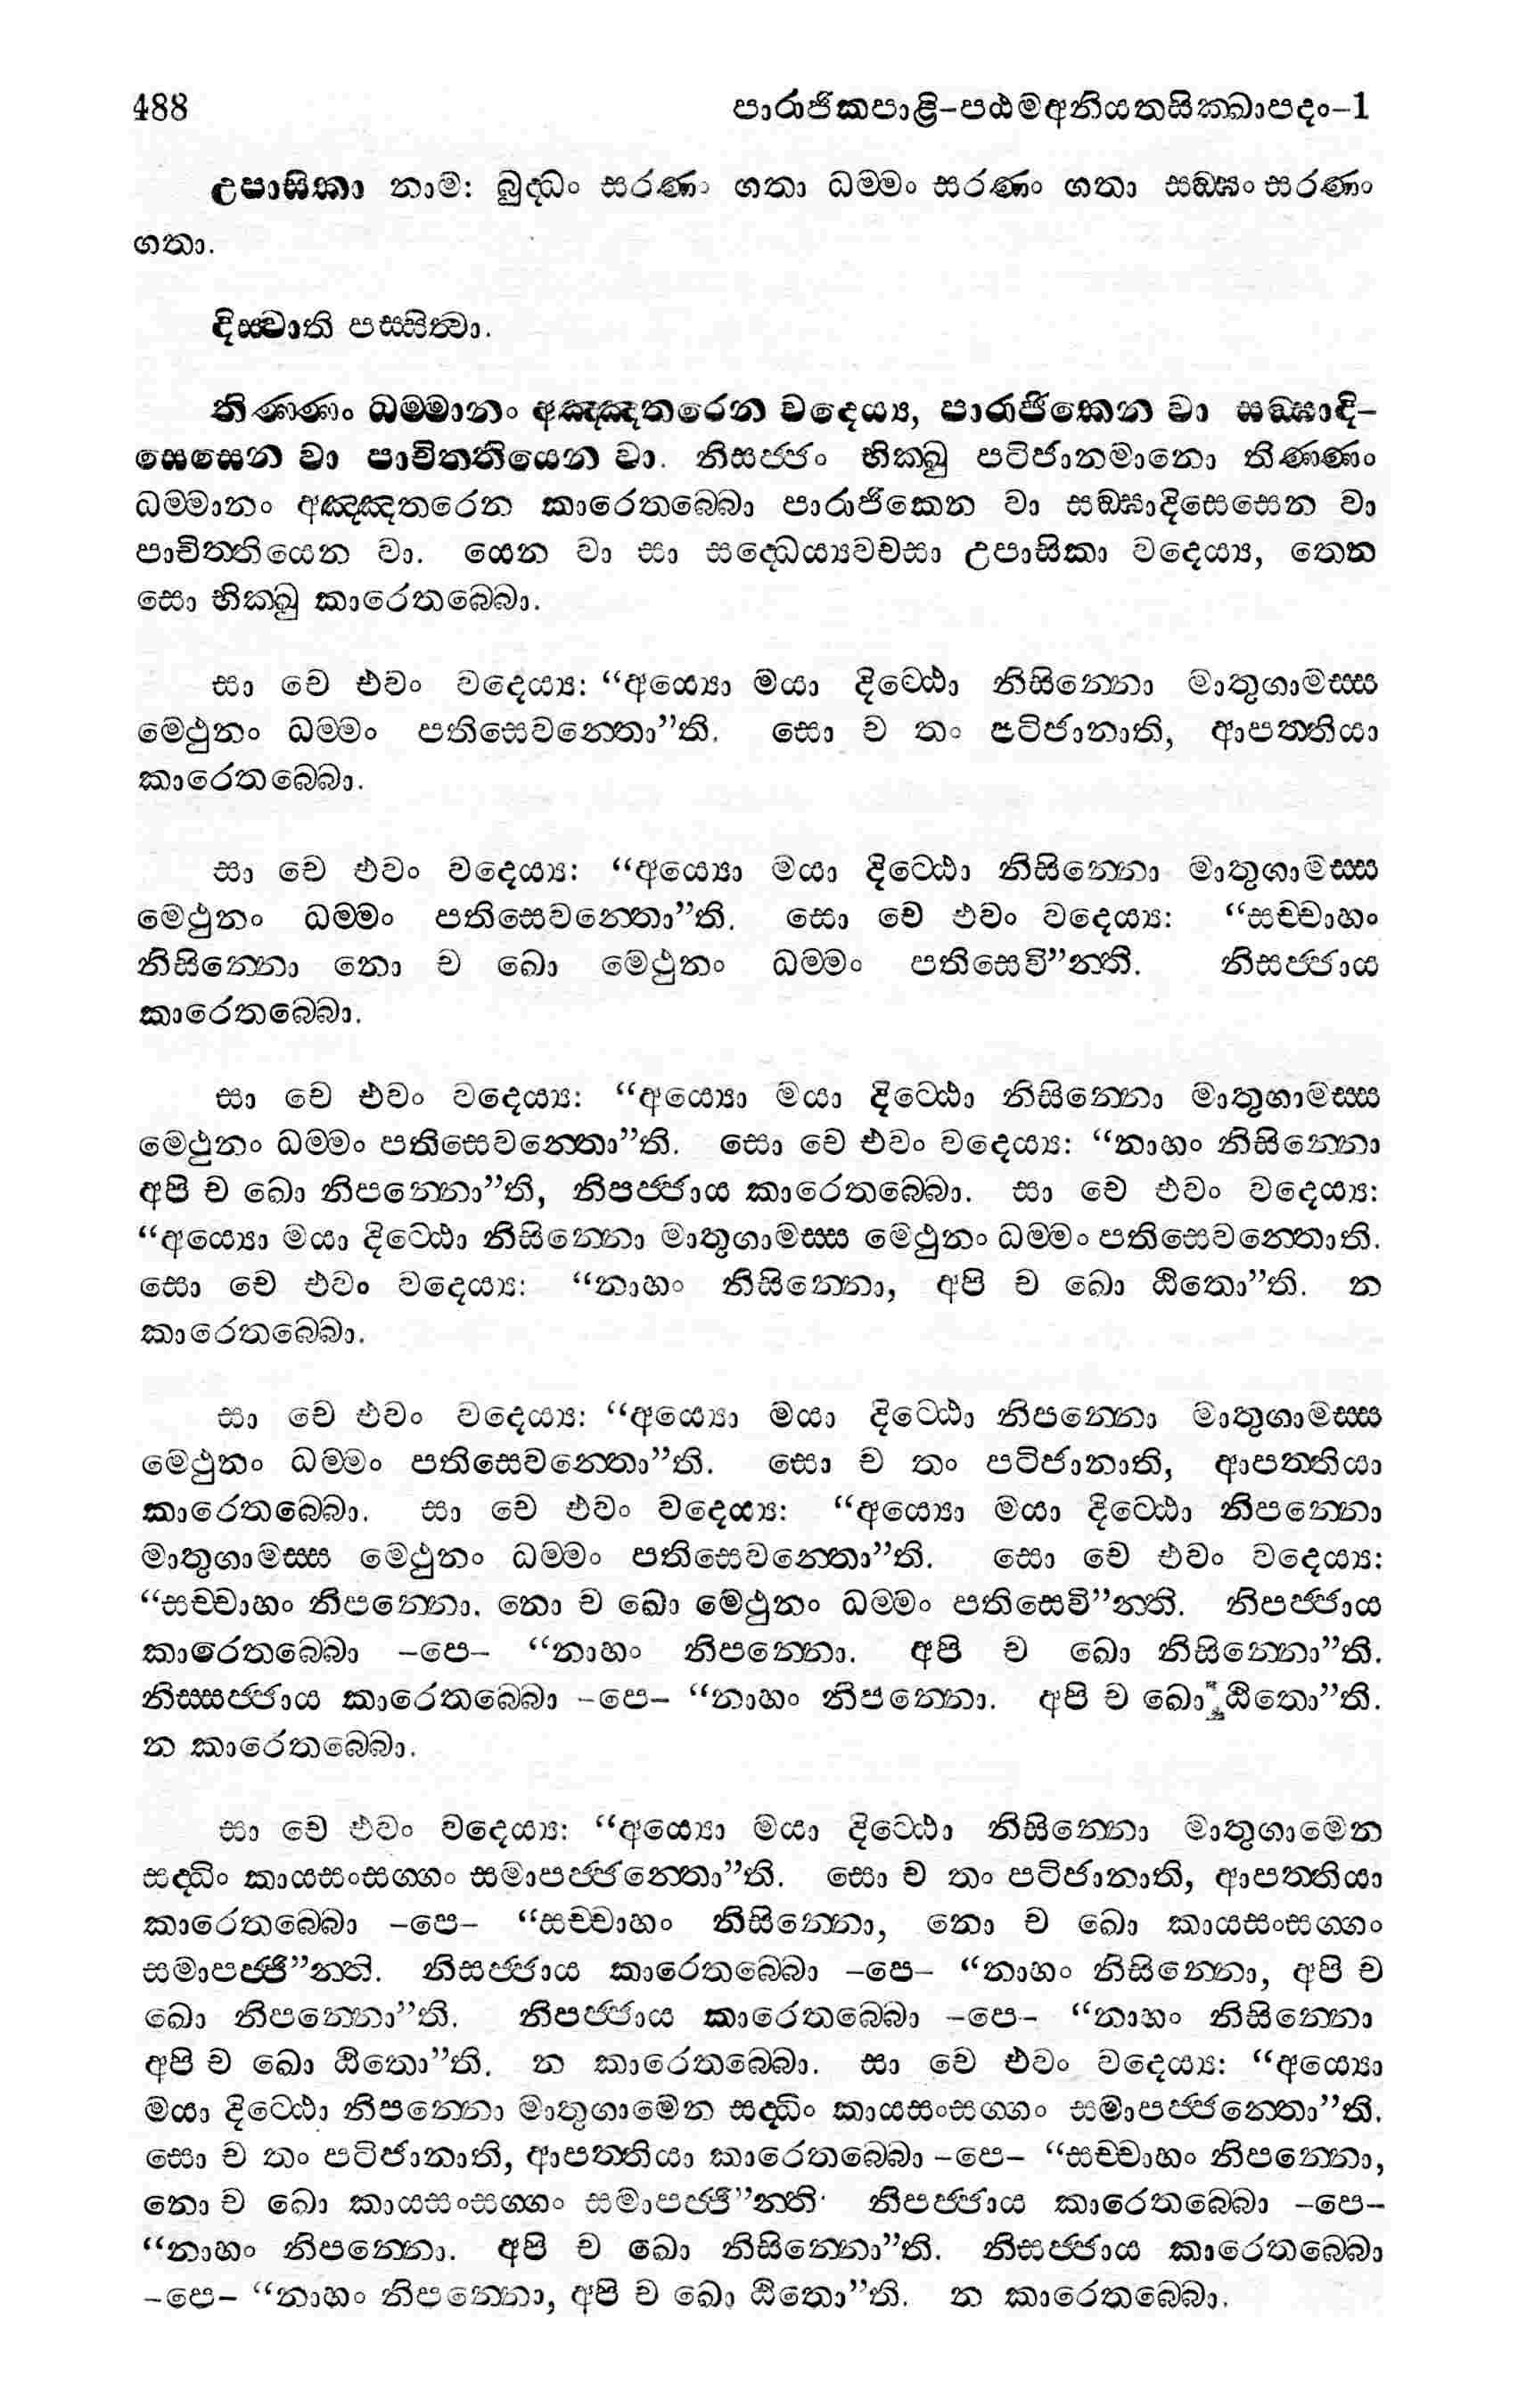 488 පාරාජිකපාළි-පඨමඅනියතසික්ඛාපදං-1
උපාසිකා නාම: බුද්ධං සරණං ගතා ධම්මං සරණං ගතා සඞ්ඝං සරණං
ගතා.
දිස්වාති පස්සිත්වා.
තිණ්ණං ධම්මානං අඤ්ඤතරෙන වදෙය්‍ය, පාරාජිකෙන වා සඞ්ඝාදි-
සෙසෙන වා පාචිත්තියෙන වා. නිසජ්ජං භික්ඛු පටිජානමානො තිණ්ණං
ධම්මානං අඤ්ඤතරෙන කාරෙතබ්බො පාරාජිකෙන වා සඞ්ඝාදිසෙසෙන වා
පාචිත්තියෙන වා. යෙන වා සා සද්ධෙය්‍යවචසා උපාසිකා වදෙය්‍ය, තෙන
සො භික්ඛු කාරෙතබ්බො.
සා චෙ එවං වදෙය්‍ය: “අය්‍යො මයා දිට්ඨො නිසින්නො මාතුගාමස්ස
මෙථුනං ධම්මං පතිසෙවන්තො”ති. සො ච තං පටිජානාති, ආපත්තියා
කාරෙතබ්බො.
සා චෙ එවං වදෙය්‍ය: “අය්‍යො මයා දිට්ඨො නිසින්නො මාතුගාමස්ස
මෙථුනං ධම්මං පතිසෙවන්තො”ති. සො චෙ එවං වදෙය්‍ය: “සච්චාහං
නිසින්නො නො ච ඛො මෙථුනං ධම්මං පතිසෙවි”න්ති. නිසජ්ජාය
කාරෙතබ්බො.
සා චෙ එවං වදෙය්‍ය: “අය්‍යො මයා දිට්ඨො නිසින්නො මාතුගාමස්ස
මෙථුනං ධම්මං පතිසෙවන්තො”ති. සො චෙ එවං වදෙය්‍ය: “නාහං නිසින්නො
අපි ච ඛො නිපන්නො”ති, නිපජ්ජාය කාරෙතබ්බො. සා චෙ එවං වදෙය්‍ය:
“අය්‍යො මයා දිට්ඨො නිසින්නො මාතුගාමස්ස මෙථුනං ධම්මං පතිසෙවන්තොති.
සො චෙ එවං වදෙය්‍ය: “නාහං නිසින්නො, අපි ච ඛො ඨිතො”ති. න
කාරෙතබ්බො.
සා චෙ එවං වදෙය්‍ය: “අය්‍යො මයා දිට්ඨො නිපන්නො මාතුගාමස්ස
මෙථුනං ධම්මං පතිසෙවන්තො”ති. සො ච තං පටිජානාති, ආපත්තියා
කාරෙතබ්බො. සා චෙ එවං වදෙය්‍ය: “අය්‍යො මයා දිට්ඨො නිපන්නො
මාතුගාමස්ස මෙථුනං ධම්මං පතිසෙවන්තො”ති. සො චෙ එවං වදෙය්‍ය:
“සච්චාහං නිපන්නො. නො ච ඛො මෙථුනං ධම්මං පතිසෙවි”න්ති. නිපජ්ජාය
කාරෙතබ්බො -පෙ- “නාහං නිපන්නො. අපි ච ඛො නිසින්නො”ති.
නිස්සජ්ජාය කාරෙතබ්බො -පෙ- “නාහං නිපන්නො. අපි ච ඛො ඨිතො”ති.
න කාරෙතබ්බො.
සා චෙ එවං වදෙය්‍ය: “අය්‍යො මයා දිට්ඨො නිසින්නො මාතුගාමෙන
සද්ධිං කායසංසග්ගං සමාපජ්ජන්තො”ති. සො ච තං පටිජානාති, ආපත්තියා
කාරෙතබ්බො -පෙ- “සච්චාහං නිසින්නො, නො ච ඛො කායසංසග්ගං
සමාපජ්ජි”න්ති. නිසජ්ජාය කාරෙතබ්බො -පෙ- “නාහං නිසින්නො, අපි ච
ඛො නිපන්නො”ති. නිපජ්ජාය කාරෙතබ්බො -පෙ- “නාහං නිසින්නො
අපි ච ඛො ඨිතො”ති. න කාරෙතබ්බො. සා චෙ එවං වදෙය්‍ය: “අය්‍යො
මයා දිට්ඨො නිපන්නො මාතුගාමෙන සද්ධිං කායසංසග්ගං සමාපජ්ජන්තො”ති.
සො ච තං පටිජානාති, ආපත්තියා කාරෙතබ්බො -පෙ- “සච්චාහං නිපන්නො,
නො ච ඛො කායසංසග්ගං සමාපජ්ජි”න්ති. නිපජ්ජාය කාරෙතබ්බො -පෙ-
“නාහං නිපන්නො. අපි ච ඛො නිසින්නො”ති. නිසජ්ජාය කාරෙතබ්බො
-පෙ- “නාහං නිපන්නො, අපි ච ඛො ඨිතො”ති. න කාරෙතබ්බො.